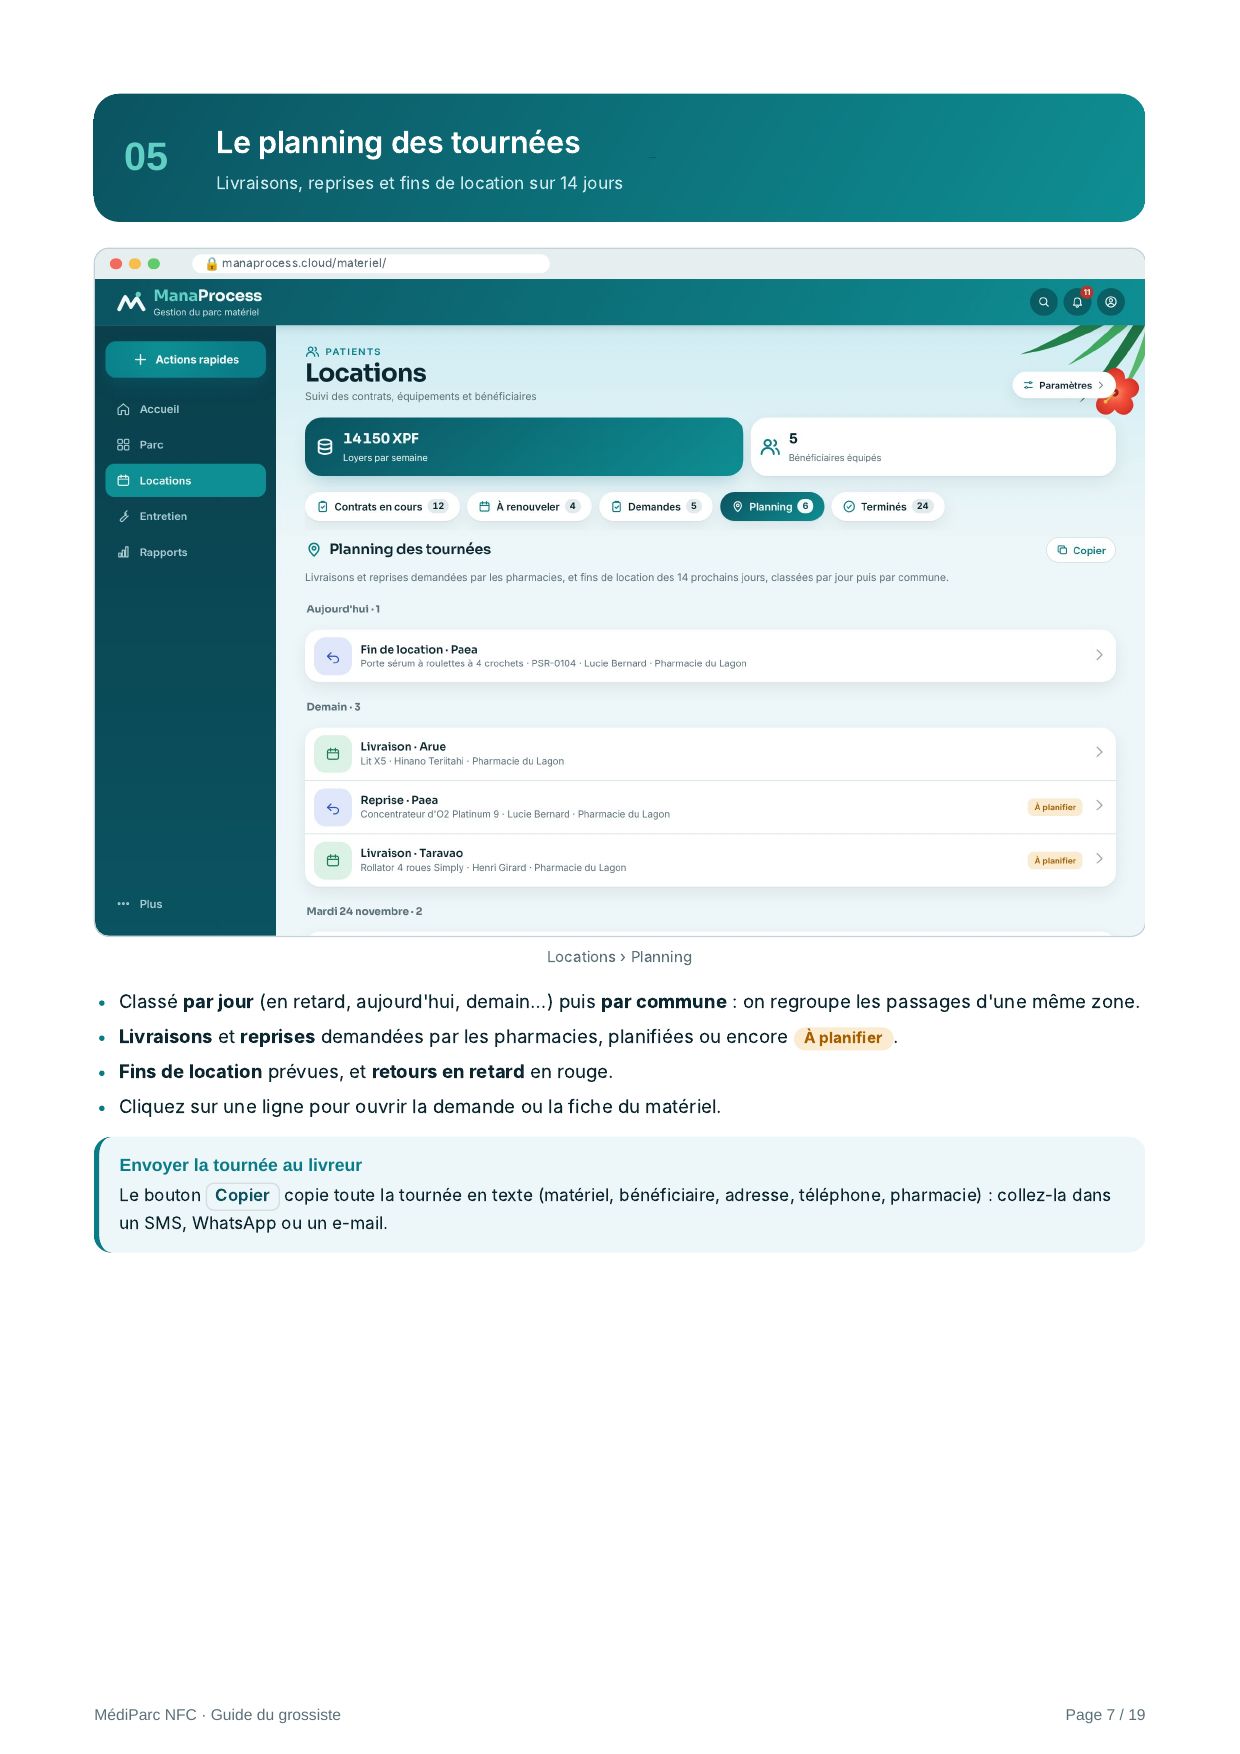 05
Le planning des tournées
Livraisons, reprises et fins de location sur 14 jours
manaprocess.cloud/materiel/
ManaProcess
Gestion du parc matériel
11
Actions rapides
Accueil
Parc
Locations
Entretien
Rapports
Plus
PATIENTS
Locations
Suivi des contrats, équipements et bénéficiaires
Paramètres
14 150 XPF
Loyers par semaine
5
Bénéficiaires équipés
Contrats en cours 12
À renouveler 4
Demandes 5
Planning 6
Terminés 24
Planning des tournées
Copier
Livraisons et reprises demandées par les pharmacies, et fins de location des 14 prochains jours, classées par jour puis par commune.
Aujourd'hui · 1
Fin de location · Paea
Porte sérum à roulettes à 4 crochets · PSR-0104 · Lucie Bernard · Pharmacie du Lagon
Demain · 3
Livraison · Arue
Lit X5 · Hinano Teriitahi · Pharmacie du Lagon
Reprise · Paea
Concentrateur d'O2 Platinum 9 · Lucie Bernard · Pharmacie du Lagon
À planifier
Livraison · Taravao
Rollator 4 roues Simply · Henri Girard · Pharmacie du Lagon
À planifier
Mardi 24 novembre · 2
Locations › Planning
• Classé par jour (en retard, aujourd'hui, demain…) puis par commune : on regroupe les passages d'une même zone.
• Livraisons et reprises demandées par les pharmacies, planifiées ou encore À planifier.
• Fins de location prévues, et retours en retard en rouge.
• Cliquez sur une ligne pour ouvrir la demande ou la fiche du matériel.
Envoyer la tournée au livreur
Le bouton Copier copie toute la tournée en texte (matériel, bénéficiaire, adresse, téléphone, pharmacie) : collez-la dans
un SMS, WhatsApp ou un e-mail.
MédiParc NFC · Guide du grossiste
Page 7 / 19